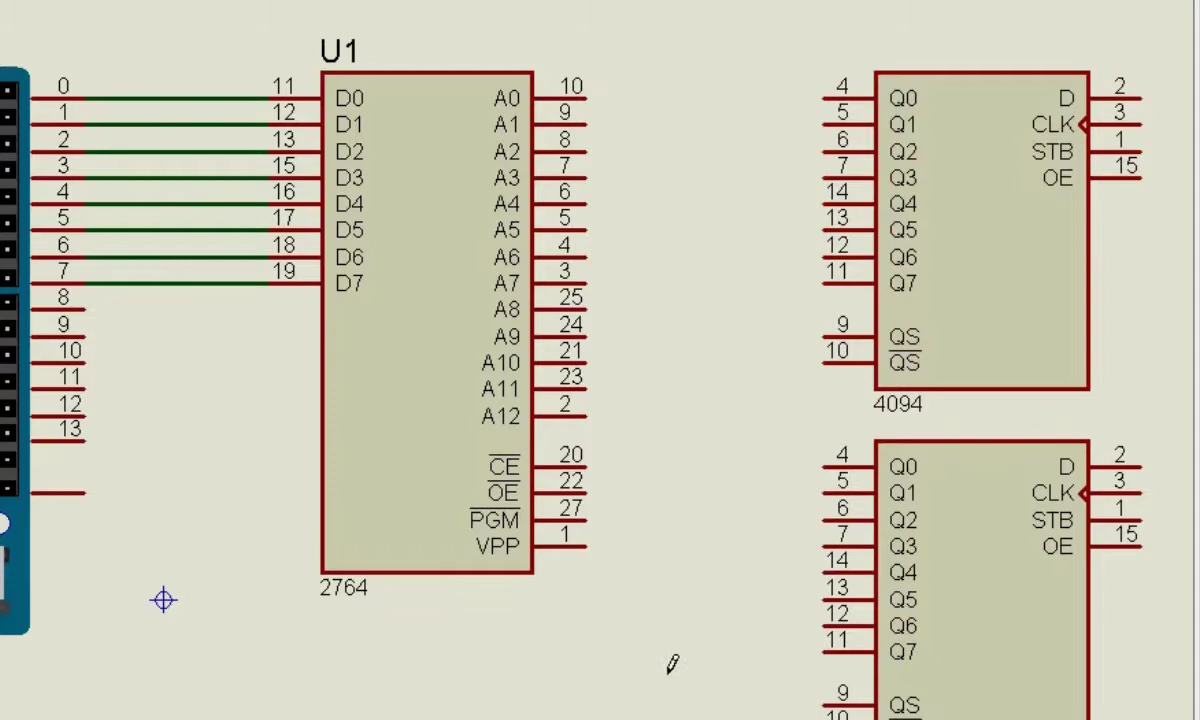 U1
0 11 D0 A0 10 4 Q0 D 2
1 12 D1 A1 9 5 Q1 CLK 3
2 13 D2 A2 8 6 Q2 STB 1
3 15 D3 A3 7 7 Q3 OE 15
4 16 D4 A4 6 14 Q4
5 17 D5 A5 5 13 Q5
6 18 D6 A6 4 12 Q6
7 19 D7 A7 3 11 Q7
8 A8 25
9 A9 24 9 QS
10 A10 21 10 QS
11 A11 23
4094
12 A12 2
13
CE 20 4 Q0 D 2
OE 22 5 Q1 CLK 3
PGM 27 6 Q2 STB 1
VPP 1 7 Q3 OE 15
2764 14 Q4
13 Q5
12 Q6
11 Q7
9 QS
10